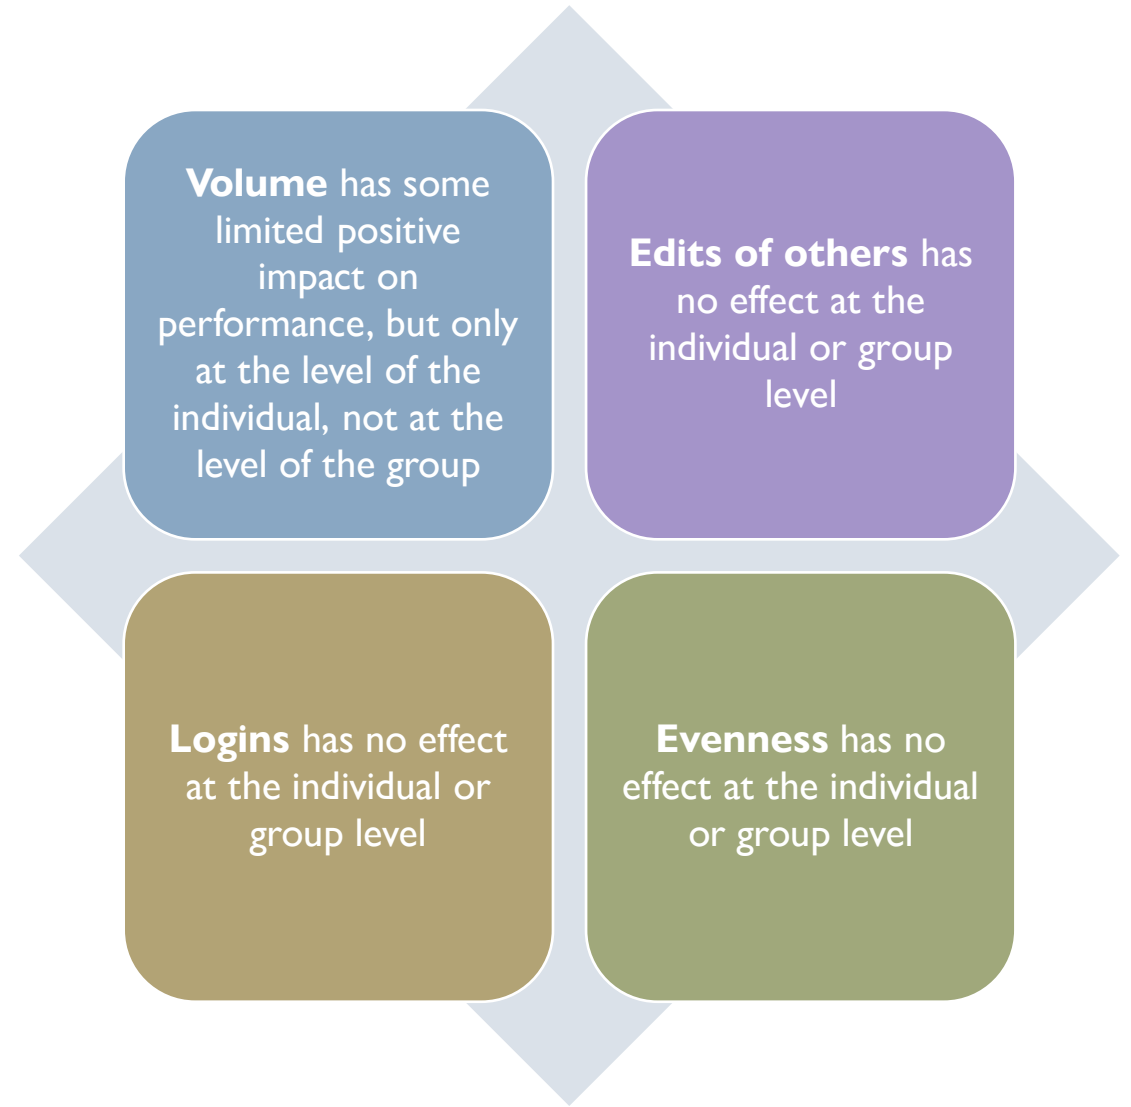 Volume has some
limited positive
impact on
performance, but only
at the level of the
individual, not at the
level of the group
Edits of others has
no effect at the
individual or group
level
Logins has no effect
at the individual or
group level
Evenness has no
effect at the individual
or group level